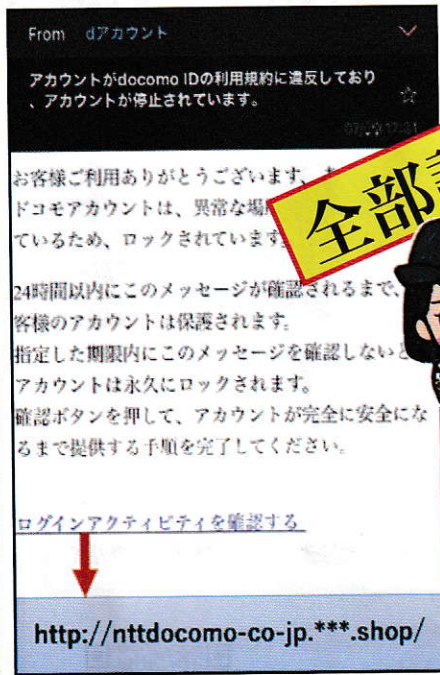 From dアカウント
アカウントがdocomo IDの利用規約に違反しており
、アカウントが停止されています。
お客様ご利用ありがとうございます、
ドコモアカウントは、異常な場
ているため、ロックされています
全部
24時間以内にこのメッセージが確認されるまで、
客様のアカウントは保護されます。
指定した期限内にこのメッセージを確認しないと
アカウントは永久にロックされます。
確認ボタンを押して、アカウントが完全に安全にな
るまで提供する手順を完了してください。
ログインアクティビティを確認する
http://nttdocomo-co-jp.***.shop/